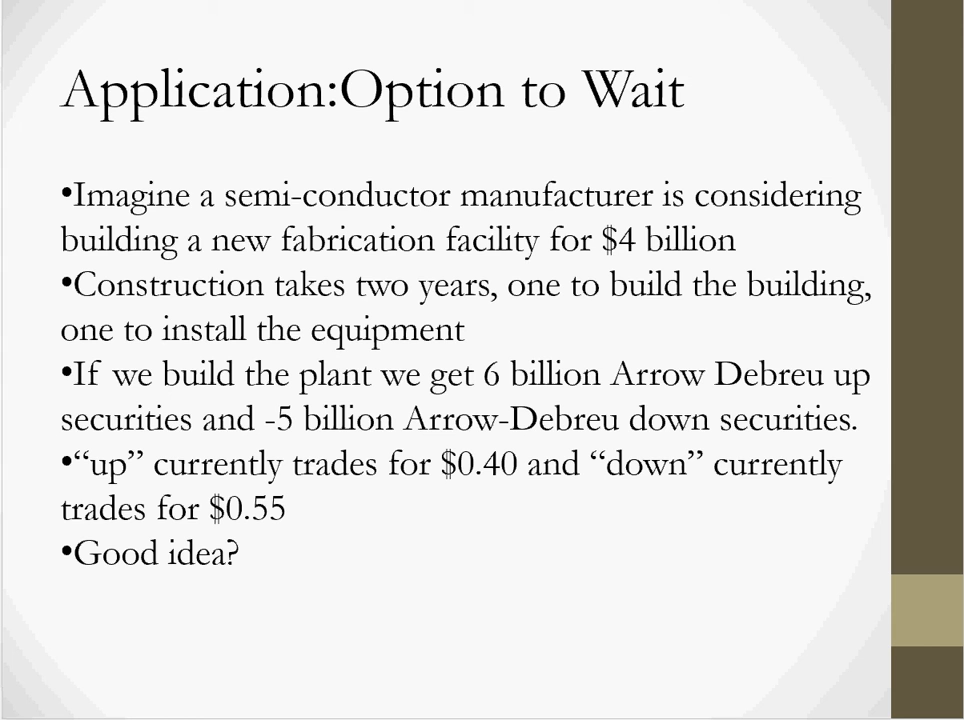 Application:Option to Wait
•Imagine a semi-conductor manufacturer is considering
building a new fabrication facility for $4 billion
•Construction takes two years, one to build the building,
one to install the equipment
•If we build the plant we get 6 billion Arrow Debreu up
securities and -5 billion Arrow-Debreu down securities.
•“up” currently trades for $0.40 and “down” currently
trades for $0.55
•Good idea?